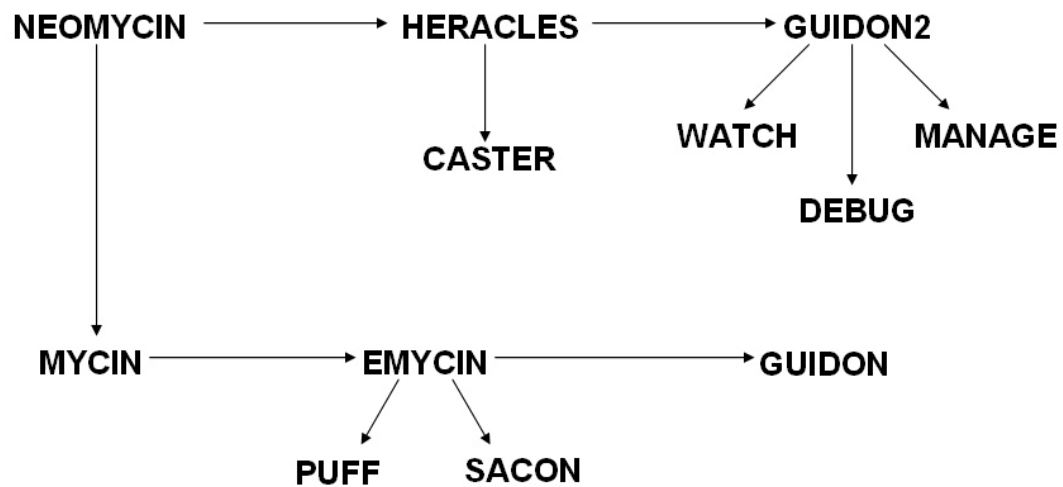 NEOMYCIN HERACLES GUIDON2
WATCH MANAGE
CASTER
DEBUG
MYCIN EMYCIN GUIDON
PUFF SACON